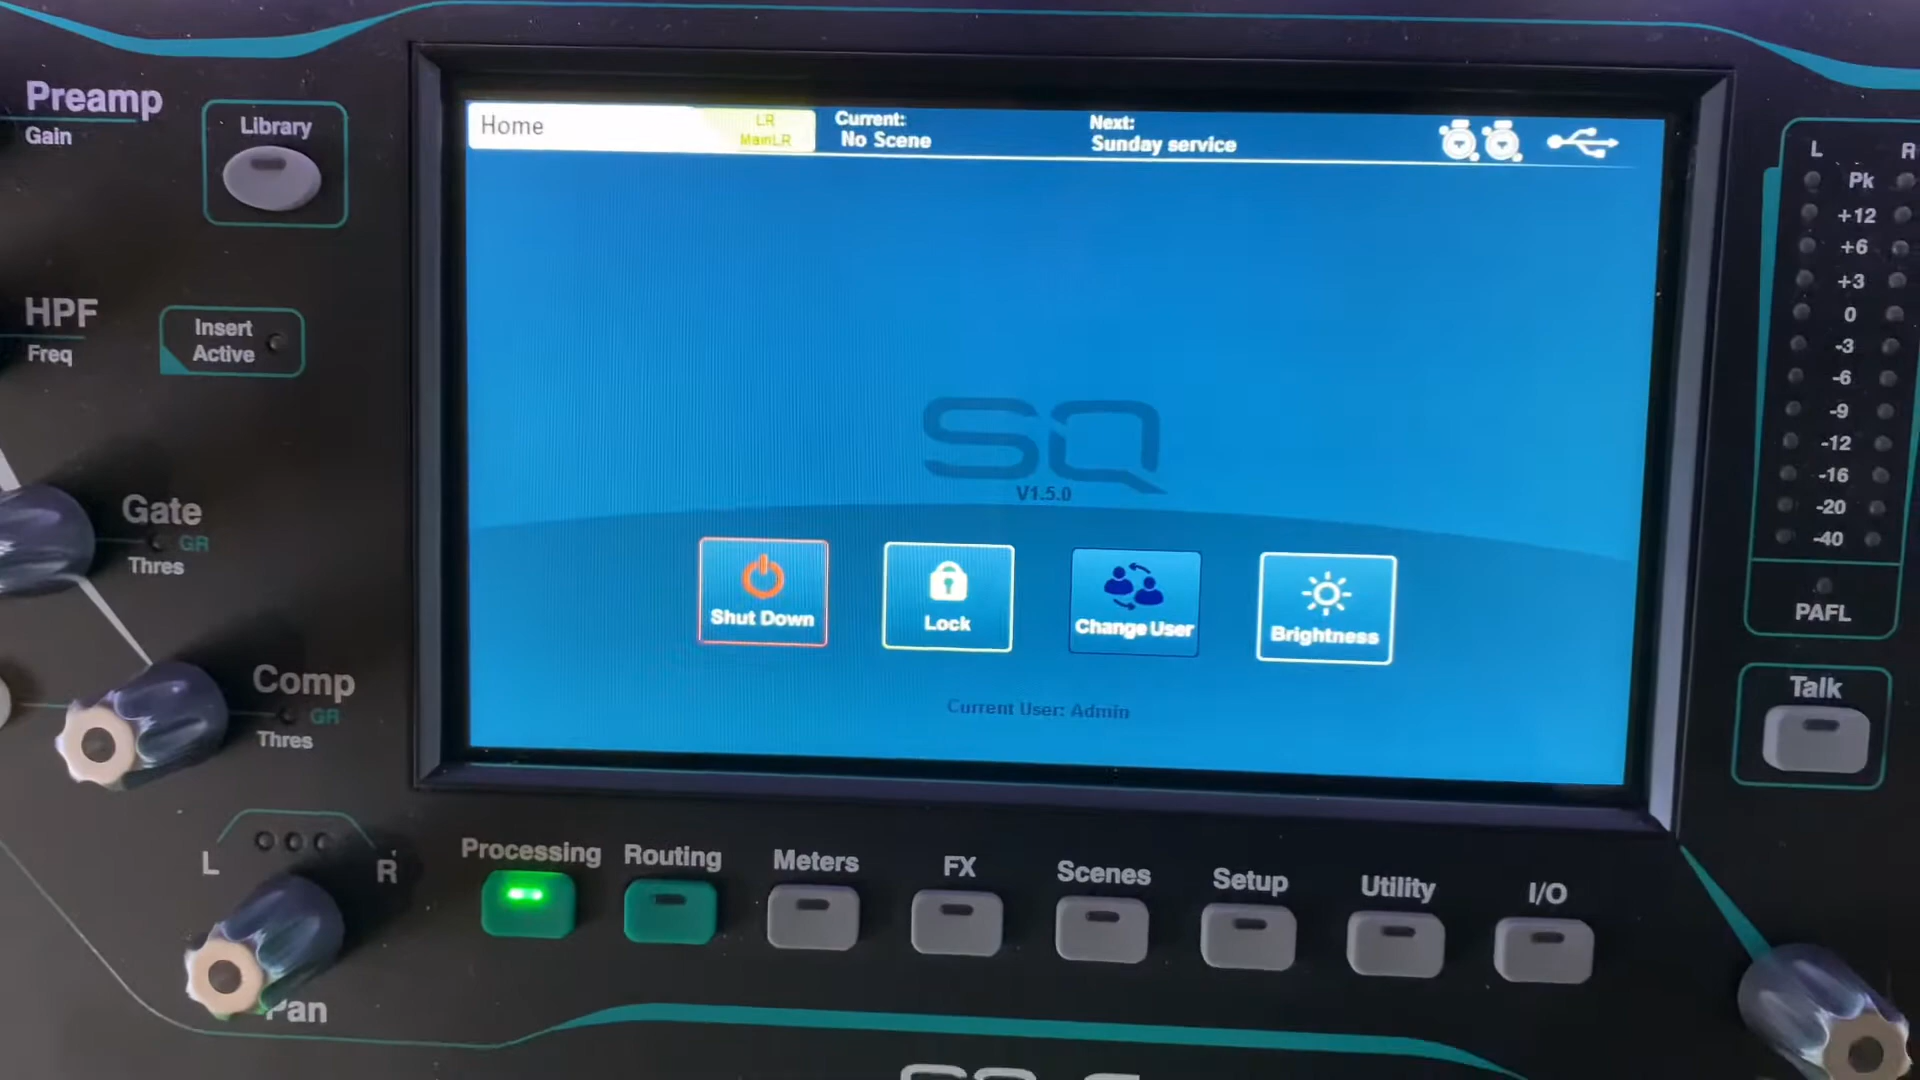 Preamp
Gain
Library
HPF
Freq
Insert
Active
Gate
GR
Thres
Comp
GR
Thres
L
R
Pan
Home
LR
MainLR
Current:
No Scene
Next:
Sunday service
SQ
V1.5.0
Shut Down
Lock
Change User
Brightness
Current User: Admin
Processing
Routing
Meters
FX
Scenes
Setup
Utility
I/O
L
R
Pk
+12
+6
+3
0
-3
-6
-9
-12
-16
-20
-40
PAFL
Talk